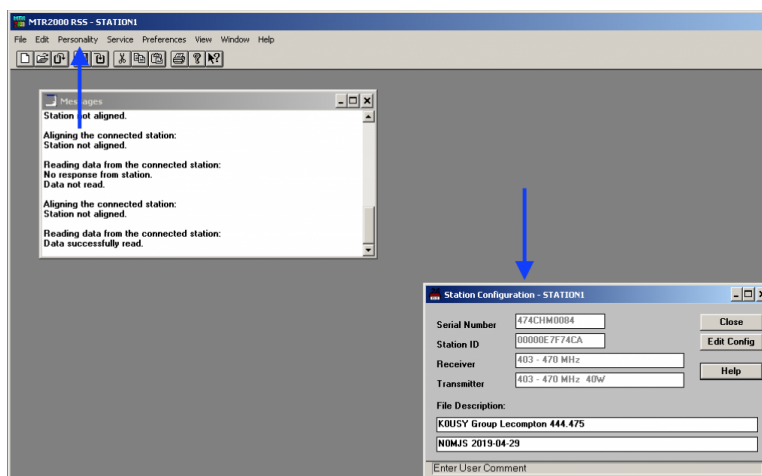 MTR2000 RSS - STATION1
File Edit Personality Service Preferences View Window Help
Messages
Station not aligned.
Aligning the connected station:
Station not aligned.
Reading data from the connected station:
No response from station.
Data not read.
Aligning the connected station:
Station not aligned.
Reading data from the connected station:
Data successfully read.
Station Configuration - STATION1
Serial Number 474CHM0084 Close
Station ID 00000E7F74CA Edit Config
Receiver 403 - 470 MHz Help
Transmitter 403 - 470 MHz 40W
File Description:
K0USY Group Lecompton 444.475
N0MJS 2019-04-29
Enter User Comment